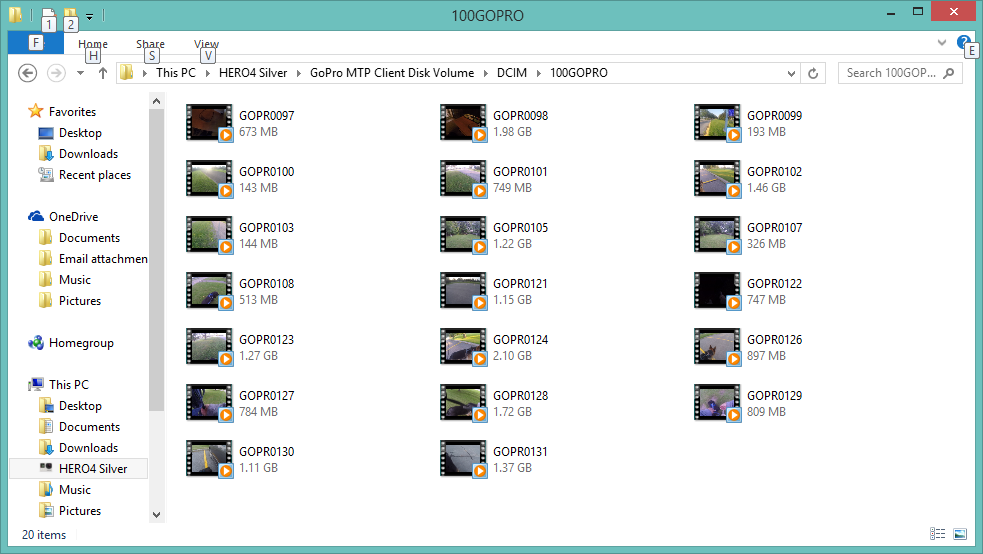 100GOPRO
1 2
F Home Share View
H S V E
This PC HERO4 Silver GoPro MTP Client Disk Volume DCIM 100GOPRO
Search 100GOP...
Favorites
Desktop
Downloads
Recent places
OneDrive
Documents
Email attachmen
Music
Pictures
Homegroup
This PC
Desktop
Documents
Downloads
HERO4 Silver
Music
Pictures
GOPR0097
673 MB
GOPR0098
1.98 GB
GOPR0099
193 MB
GOPR0100
143 MB
GOPR0101
749 MB
GOPR0102
1.46 GB
GOPR0103
144 MB
GOPR0105
1.22 GB
GOPR0107
326 MB
GOPR0108
513 MB
GOPR0121
1.15 GB
GOPR0122
747 MB
GOPR0123
1.27 GB
GOPR0124
2.10 GB
GOPR0126
897 MB
GOPR0127
784 MB
GOPR0128
1.72 GB
GOPR0129
809 MB
GOPR0130
1.11 GB
GOPR0131
1.37 GB
20 items